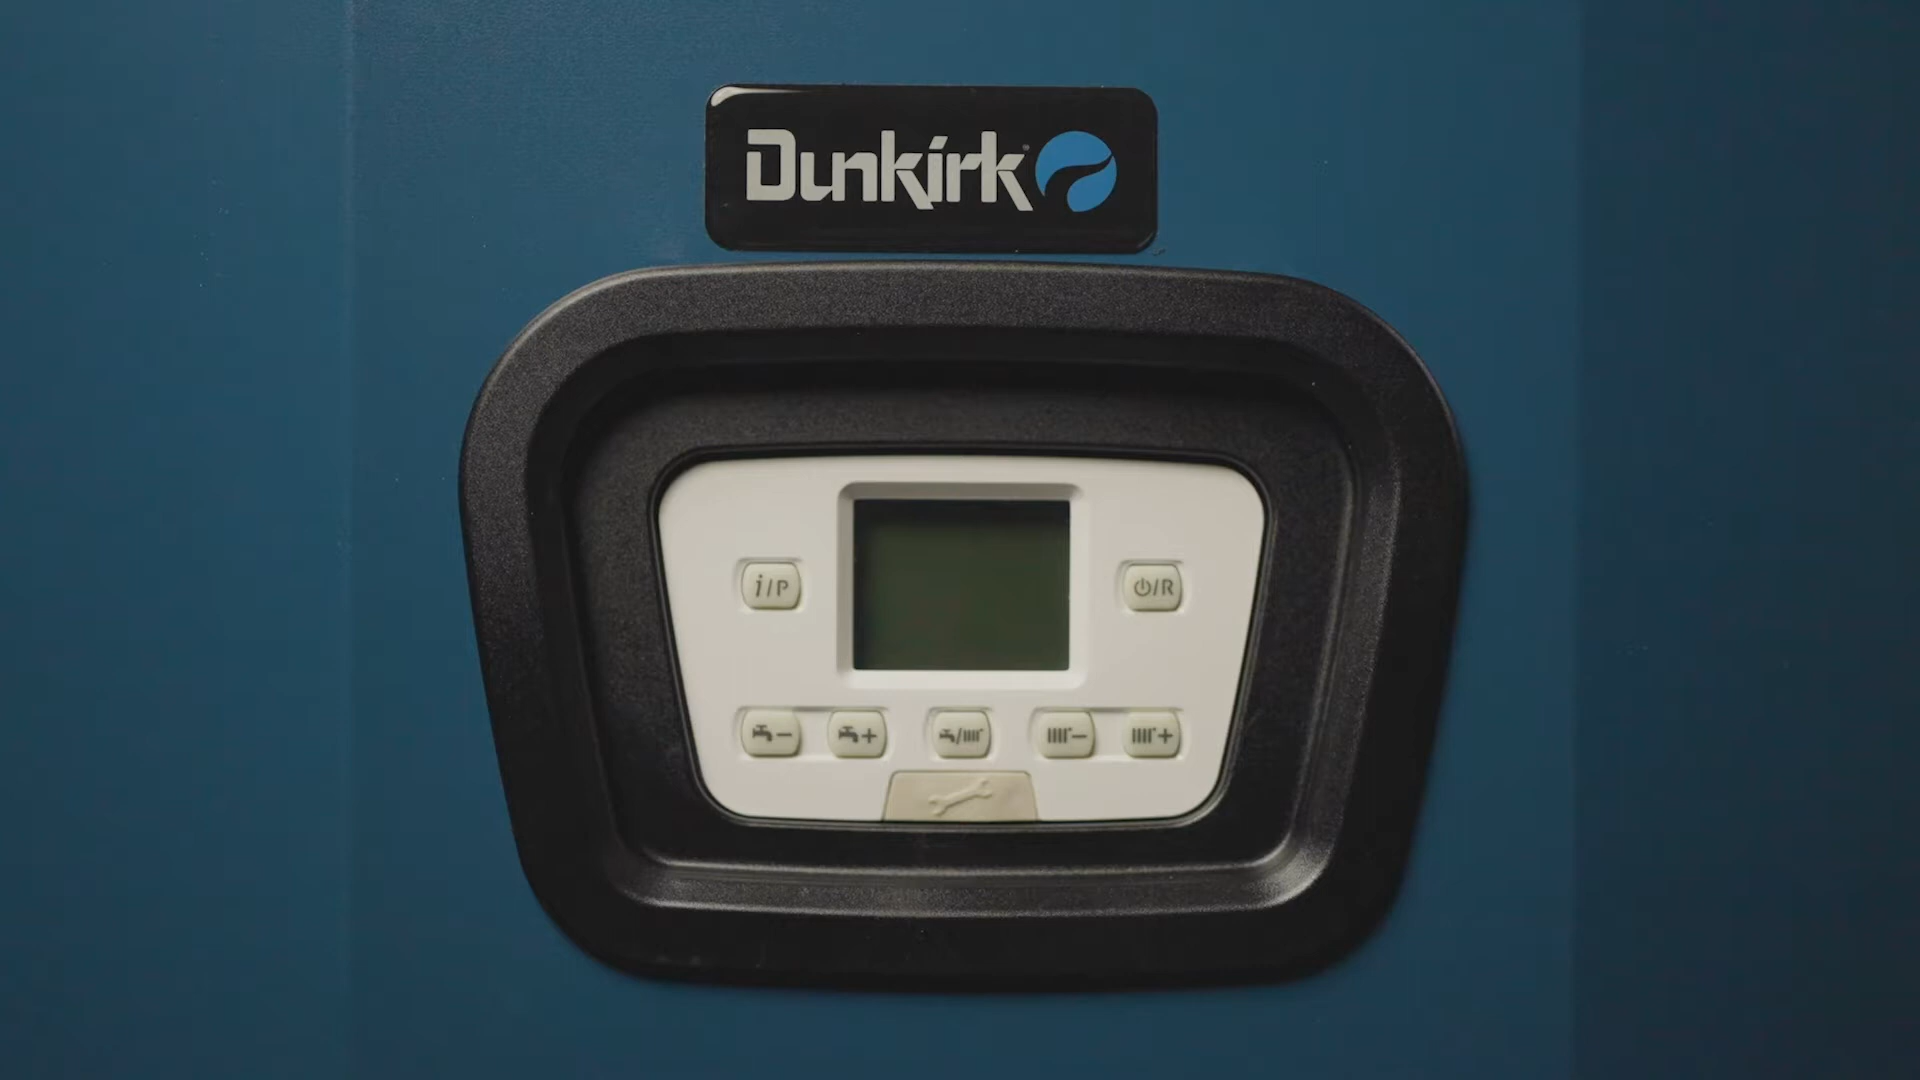 Dunkirk
i/P
/R
-
+
/
-
+